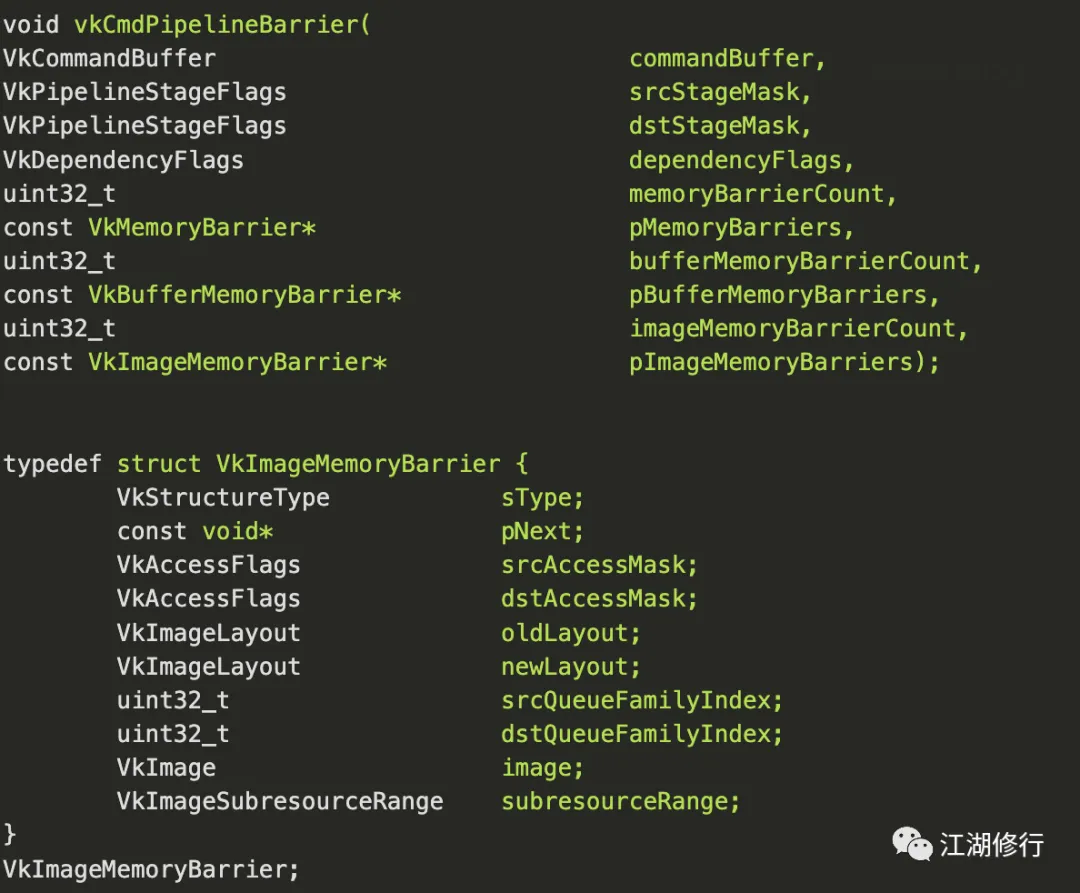 void vkCmdPipelineBarrier(
VkCommandBuffer commandBuffer,
VkPipelineStageFlags srcStageMask,
VkPipelineStageFlags dstStageMask,
VkDependencyFlags dependencyFlags,
uint32_t memoryBarrierCount,
const VkMemoryBarrier* pMemoryBarriers,
uint32_t bufferMemoryBarrierCount,
const VkBufferMemoryBarrier* pBufferMemoryBarriers,
uint32_t imageMemoryBarrierCount,
const VkImageMemoryBarrier* pImageMemoryBarriers);
typedef struct VkImageMemoryBarrier {
VkStructureType sType;
const void* pNext;
VkAccessFlags srcAccessMask;
VkAccessFlags dstAccessMask;
VkImageLayout oldLayout;
VkImageLayout newLayout;
uint32_t srcQueueFamilyIndex;
uint32_t dstQueueFamilyIndex;
VkImage image;
VkImageSubresourceRange subresourceRange;
}
VkImageMemoryBarrier;
江湖修行